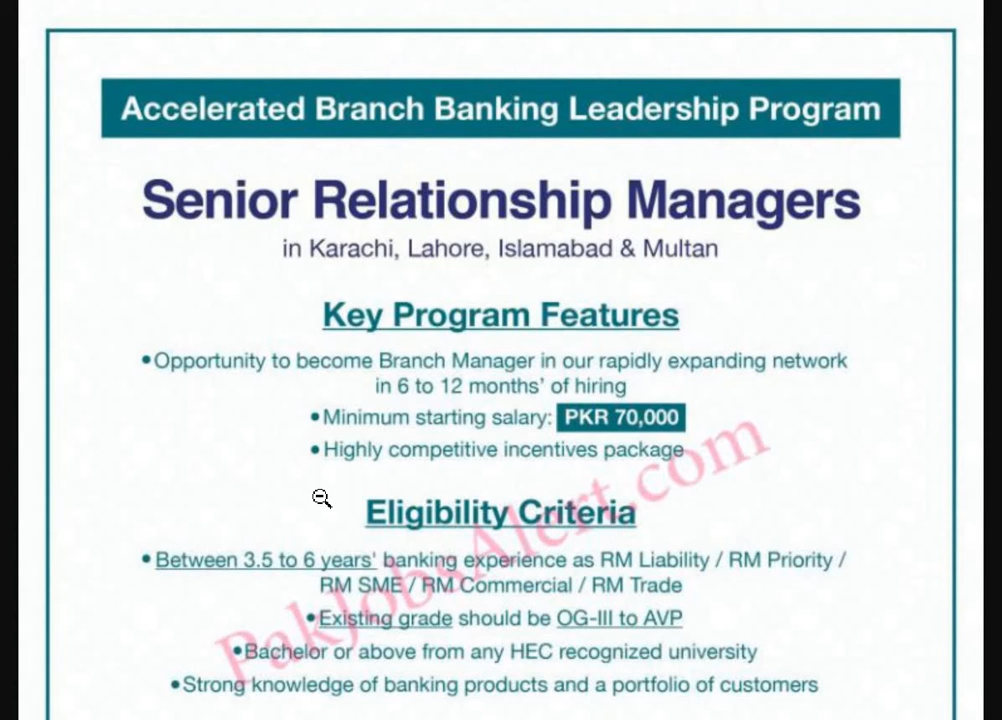 Accelerated Branch Banking Leadership Program
Senior Relationship Managers
in Karachi, Lahore, Islamabad & Multan
Key Program Features
•Opportunity to become Branch Manager in our rapidly expanding network
in 6 to 12 months' of hiring
•Minimum starting salary: PKR 70,000
•Highly competitive incentives package
Eligibility Criteria
•Between 3.5 to 6 years' banking experience as RM Liability / RM Priority /
RM SME / RM Commercial / RM Trade
•Existing grade should be OG-III to AVP
•Bachelor or above from any HEC recognized university
•Strong knowledge of banking products and a portfolio of customers
PakJobsAlert.com